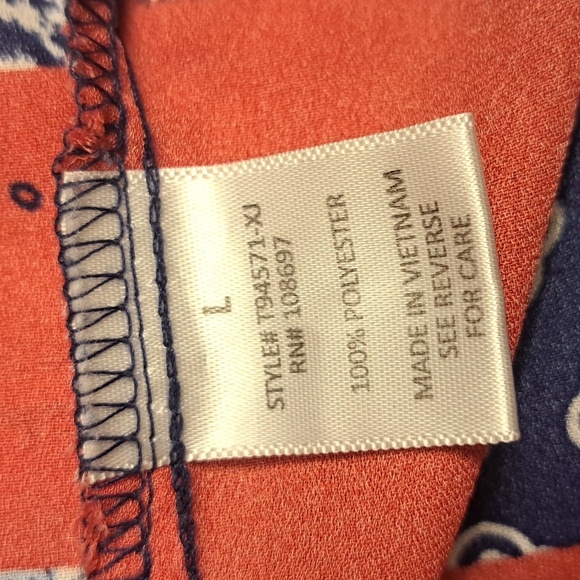 L
STYLE# T94571-XJ
RN# 108697
100% POLYESTER
MADE IN VIETNAM
SEE REVERSE
FOR CARE